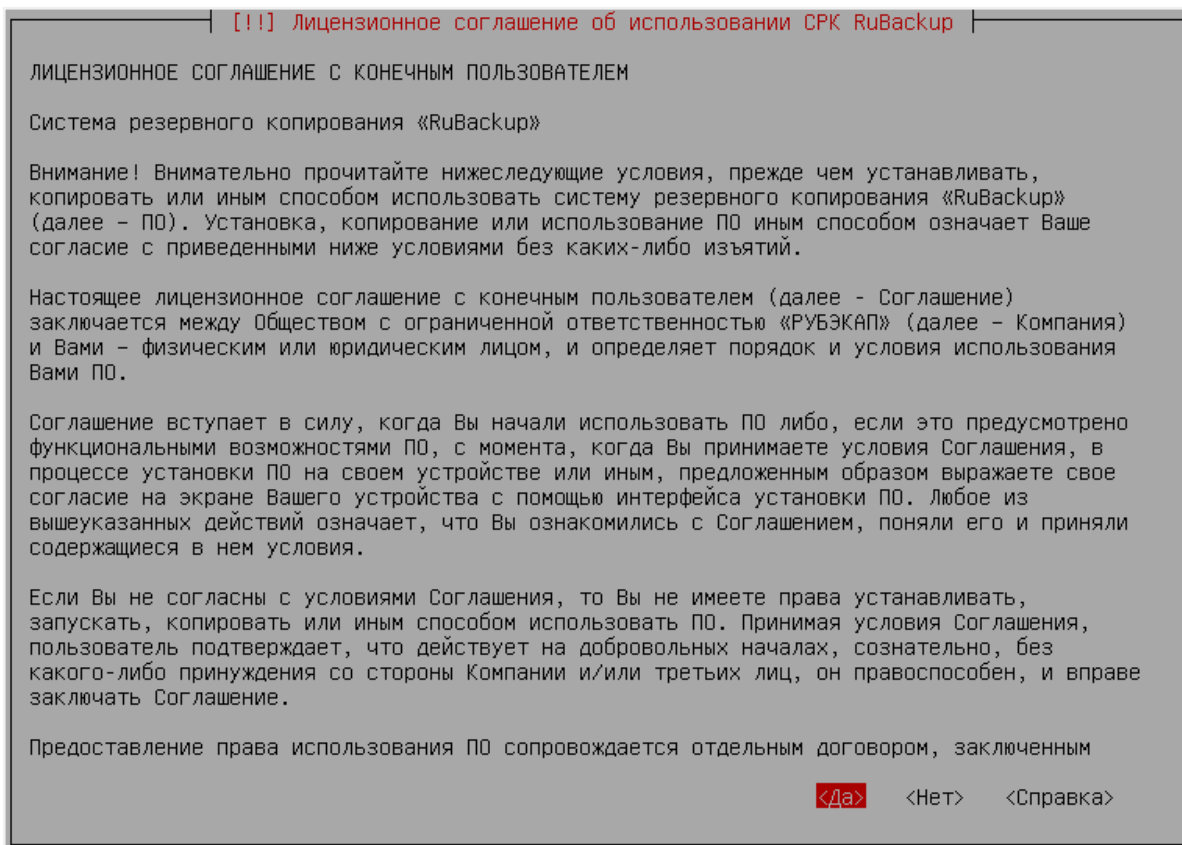 [!!] Лицензионное соглашение об использовании СРК RuBackup
ЛИЦЕНЗИОННОЕ СОГЛАШЕНИЕ С КОНЕЧНЫМ ПОЛЬЗОВАТЕЛЕМ
Система резервного копирования «RuBackup»
Внимание! Внимательно прочитайте нижеследующие условия, прежде чем устанавливать,
копировать или иным способом использовать систему резервного копирования «RuBackup»
(далее – ПО). Установка, копирование или использование ПО иным способом означает Ваше
согласие с приведенными ниже условиями без каких-либо изъятий.
Настоящее лицензионное соглашение с конечным пользователем (далее - Соглашение)
заключается между Обществом с ограниченной ответственностью «РУБЭКАП» (далее – Компания)
и Вами – физическим или юридическим лицом, и определяет порядок и условия использования
Вами ПО.
Соглашение вступает в силу, когда Вы начали использовать ПО либо, если это предусмотрено
функциональными возможностями ПО, с момента, когда Вы принимаете условия Соглашения, в
процессе установки ПО на своем устройстве или иным, предложенным образом выражаете свое
согласие на экране Вашего устройства с помощью интерфейса установки ПО. Любое из
вышеуказанных действий означает, что Вы ознакомились с Соглашением, поняли его и приняли
содержащиеся в нем условия.
Если Вы не согласны с условиями Соглашения, то Вы не имеете права устанавливать,
запускать, копировать или иным способом использовать ПО. Принимая условия Соглашения,
пользователь подтверждает, что действует на добровольных началах, сознательно, без
какого-либо принуждения со стороны Компании и/или третьих лиц, он правоспособен, и вправе
заключать Соглашение.
Предоставление права использования ПО сопровождается отдельным договором, заключенным
<Да> <Нет> <Справка>